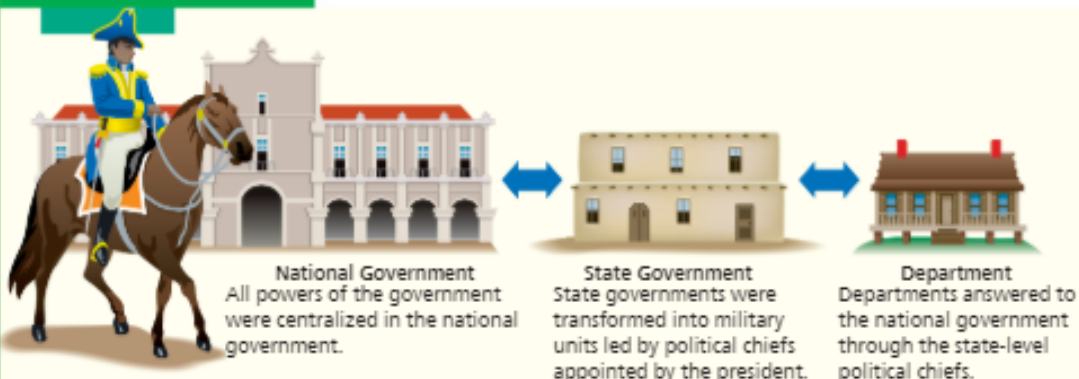 National Government
All powers of the government
were centralized in the national
government.
State Government
State governments were
transformed into military
units led by political chiefs
appointed by the president.
Department
Departments answered to
the national government
through the state-level
political chiefs.